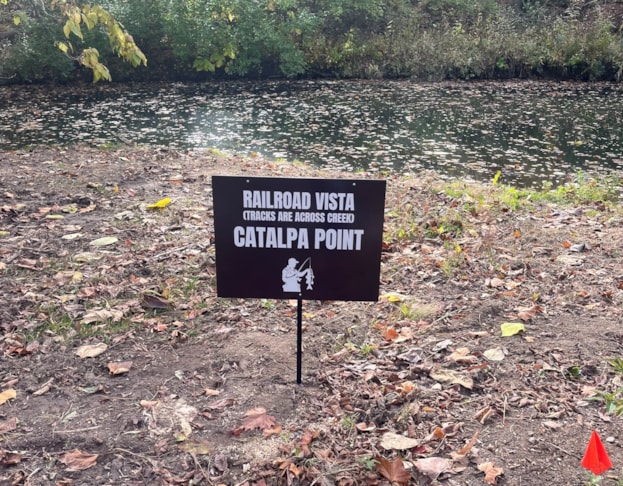 RAILROAD VISTA
(TRACKS ARE ACROSS CREEK)
CATALPA POINT